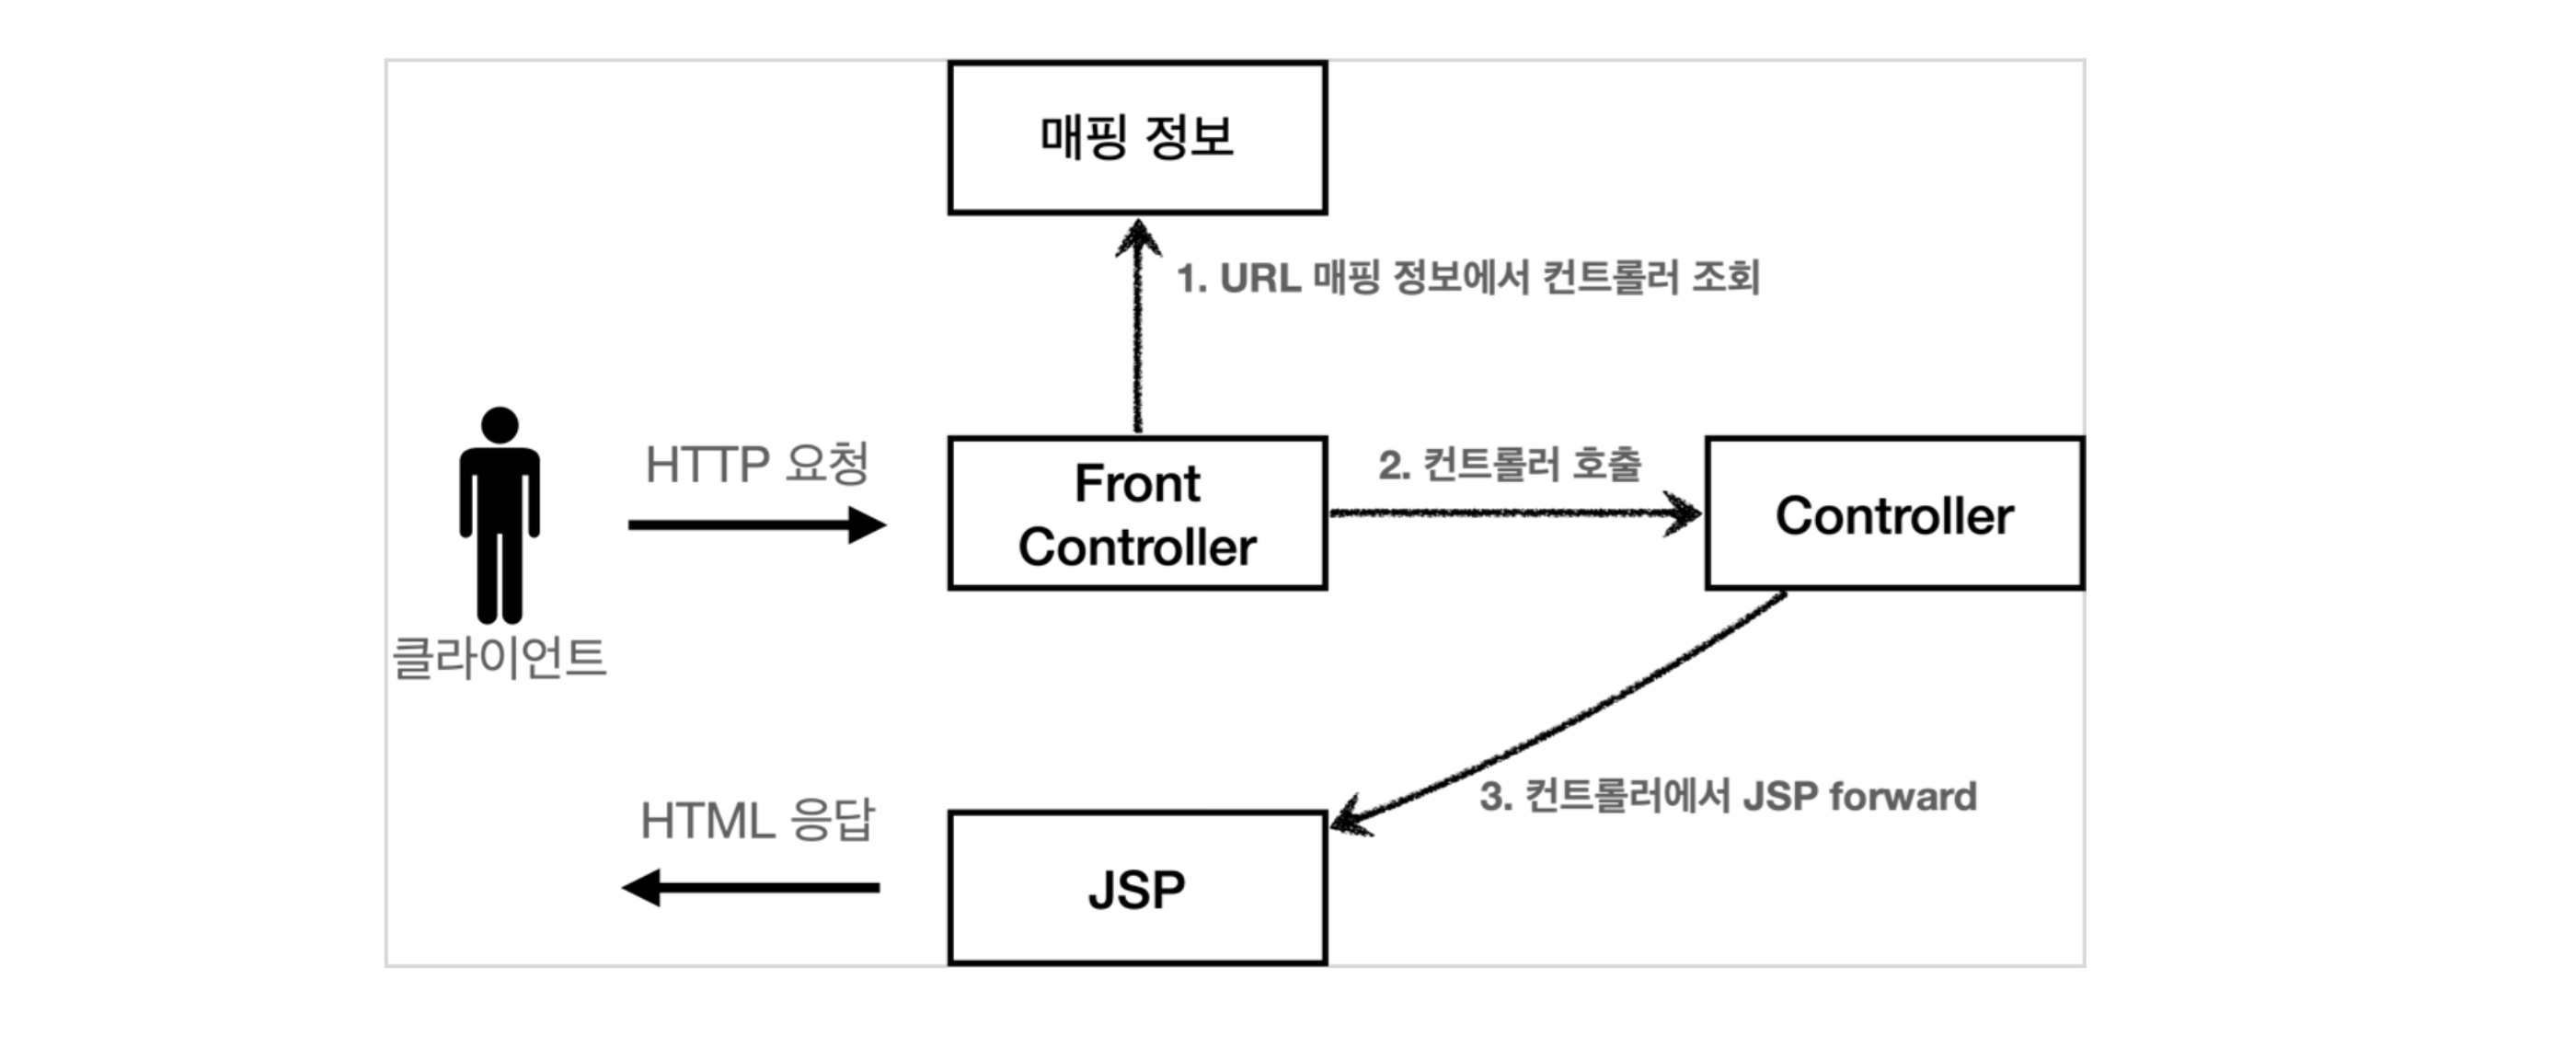 매핑 정보
1. URL 매핑 정보에서 컨트롤러 조회
HTTP 요청
Front
Controller
2. 컨트롤러 호출
Controller
클라이언트
3. 컨트롤러에서 JSP forward
HTML 응답
JSP